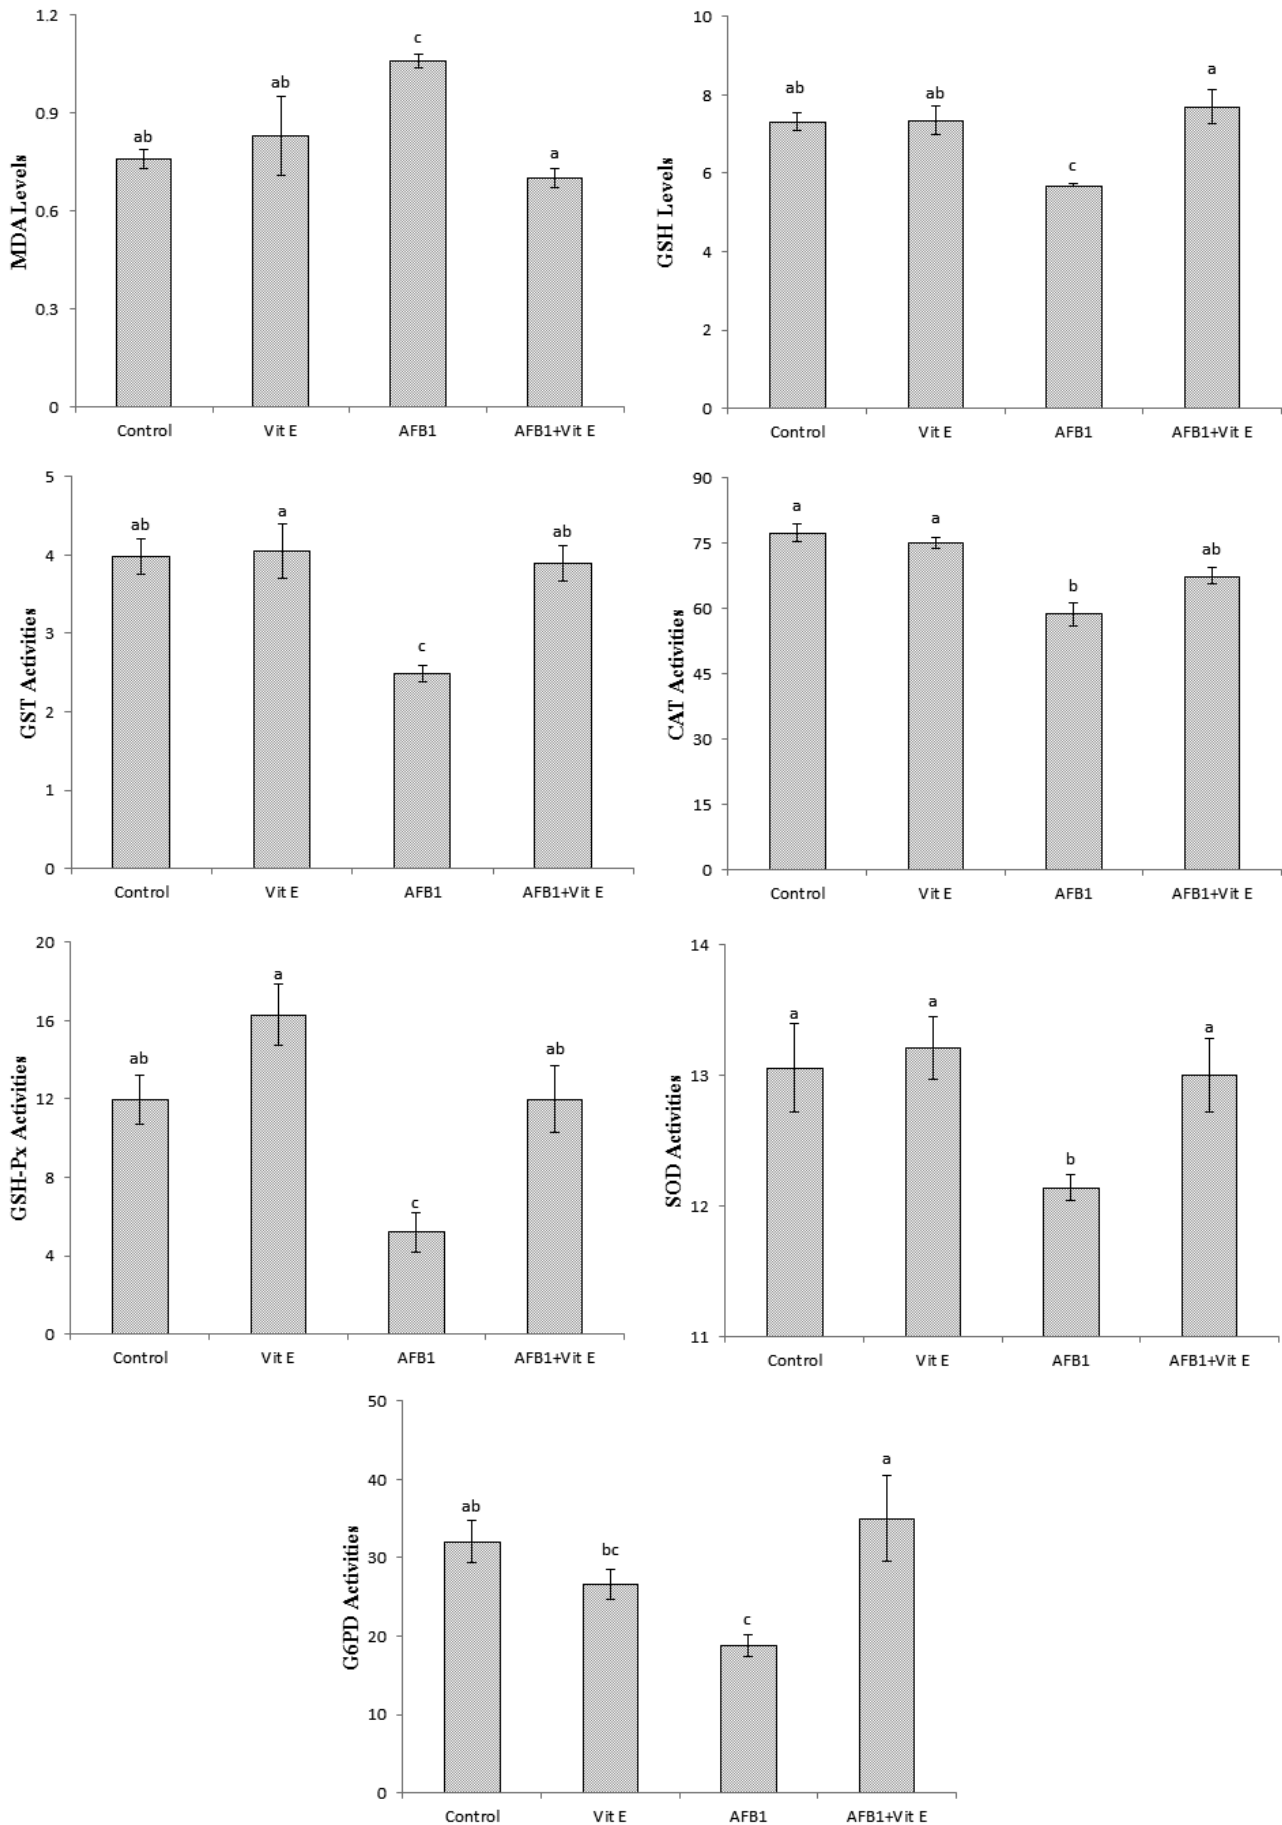 1.2
0.9
0.6
0.3
0
MDA Levels
ab
ab
c
a
Control
Vit E
AFB1
AFB1+Vit E
10
8
6
4
2
0
GSH Levels
ab
ab
c
a
Control
Vit E
AFB1
AFB1+Vit E
5
4
3
2
1
0
GST Activities
ab
a
c
ab
Control
Vit E
AFB1
AFB1+Vit E
90
75
60
45
30
15
0
CAT Activities
a
a
b
ab
Control
Vit E
AFB1
AFB1+Vit E
20
16
12
8
4
0
GSH-Px Activities
ab
a
c
ab
Control
Vit E
AFB1
AFB1+Vit E
14
13
12
11
SOD Activities
a
a
b
a
Control
Vit E
AFB1
AFB1+Vit E
50
40
30
20
10
0
G6PD Activities
ab
bc
c
a
Control
Vit E
AFB1
AFB1+Vit E